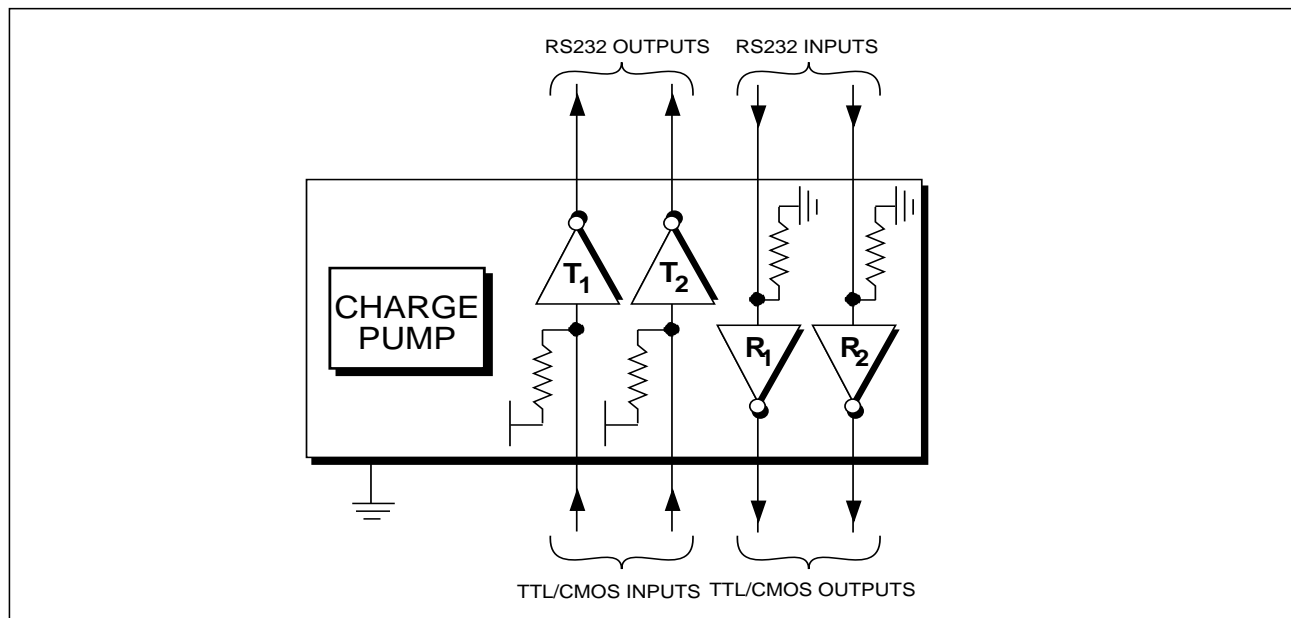 RS232 OUTPUTS
RS232 INPUTS
CHARGE
PUMP
T1
T2
R1
R2
TTL/CMOS INPUTS
TTL/CMOS OUTPUTS